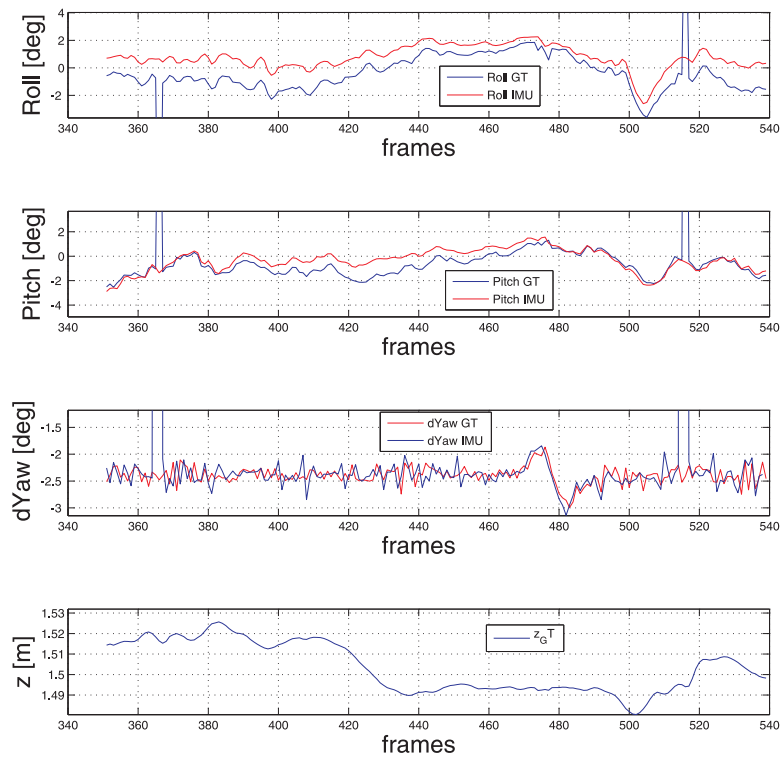 4
2
0
-2
Roll [deg]
Roll GT
Roll IMU
340 360 380 400 420 440 460 480 500 520 540
frames
2
0
-2
-4
Pitch [deg]
Pitch GT
Pitch IMU
340 360 380 400 420 440 460 480 500 520 540
frames
-1.5
-2
-2.5
-3
dYaw [deg]
dYaw GT
dYaw IMU
340 360 380 400 420 440 460 480 500 520 540
frames
1.53
1.52
1.51
1.5
1.49
z [m]
z_GT
340 360 380 400 420 440 460 480 500 520 540
frames